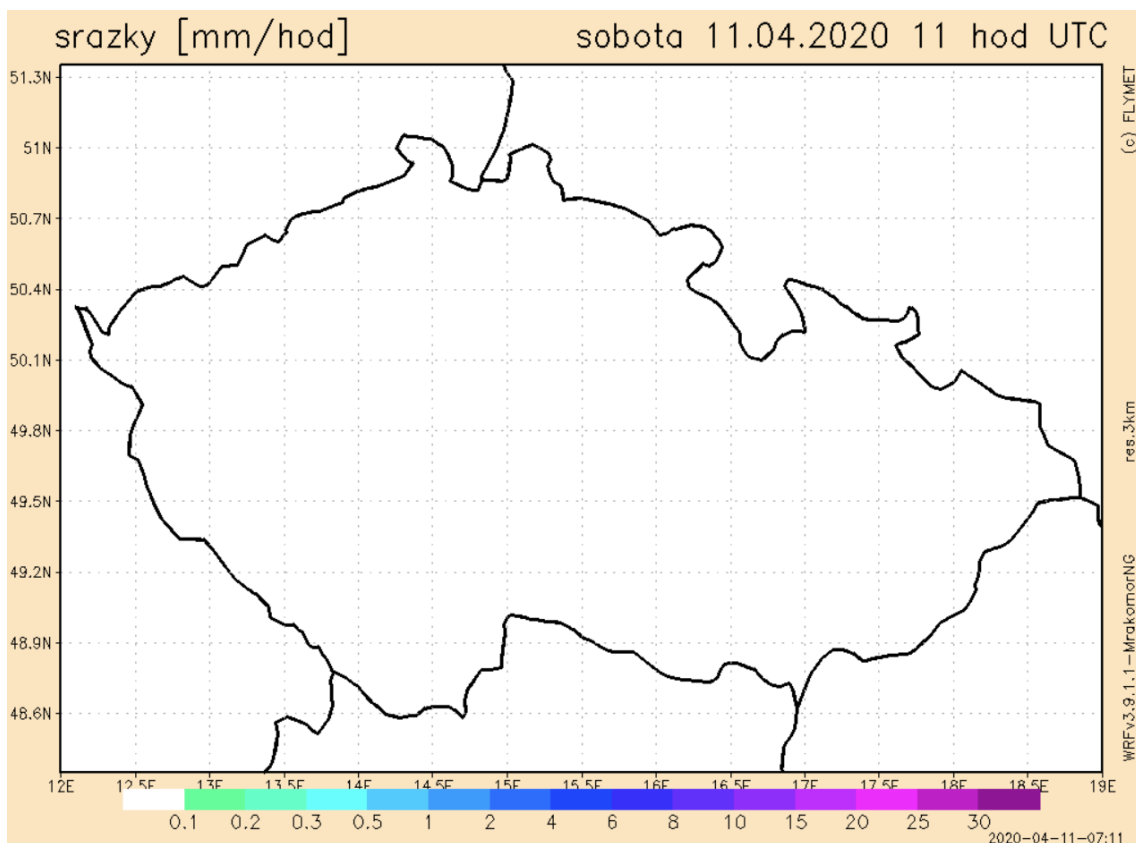 srazky [mm/hod]
sobota 11.04.2020 11 hod UTC
(c) FLYMET
51.3N
51N
50.7N
50.4N
50.1N
49.8N
49.5N
49.2N
48.9N
48.6N
res.3km
WRFv3.9.1.1-MrakomorNG
12E 12.5E 13E 13.5E 14E 14.5E 15E 15.5E 16E 16.5E 17E 17.5E 18E 18.5E 19E
0.1 0.2 0.3 0.5 1 2 4 6 8 10 15 20 25 30
2020-04-11-07:11